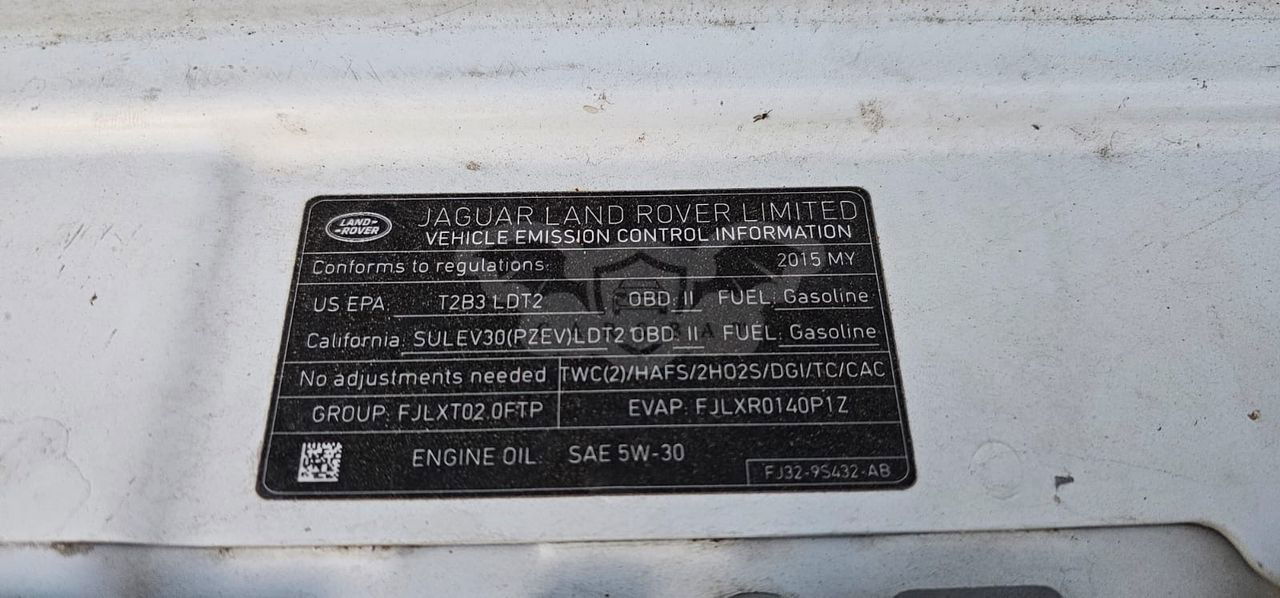 LAND-
-ROVER
JAGUAR LAND ROVER LIMITED
VEHICLE EMISSION CONTROL INFORMATION
Conforms to regulations: 2015 MY
US EPA: T2B3 LDT2 OBD: II FUEL: Gasoline
California: SULEV30(PZEV)LDT2 OBD: II FUEL: Gasoline
No adjustments needed TWC(2)/HAFS/2HO2S/DGI/TC/CAC
GROUP: FJLXT02.0FTP EVAP: FJLXR0140P1Z
ENGINE OIL: SAE 5W-30
FJ32-9S432-AB